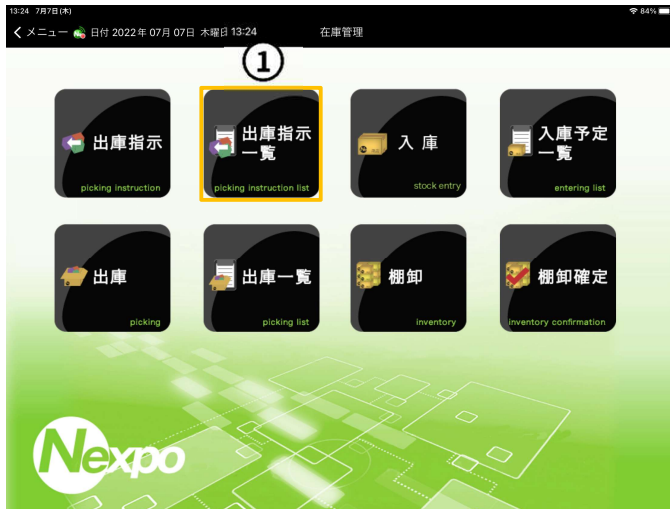 13:24 7月7日(木)
84%
メニュー 日付 2022年 07月 07日 木曜日 13:24 在庫管理
1
出庫指示
picking instruction
出庫指示
一覧
picking instruction list
入 庫
stock entry
入庫予定
一覧
entering list
出庫
picking
出庫一覧
picking list
棚卸
inventory
棚卸確定
inventory confirmation
Nexpo